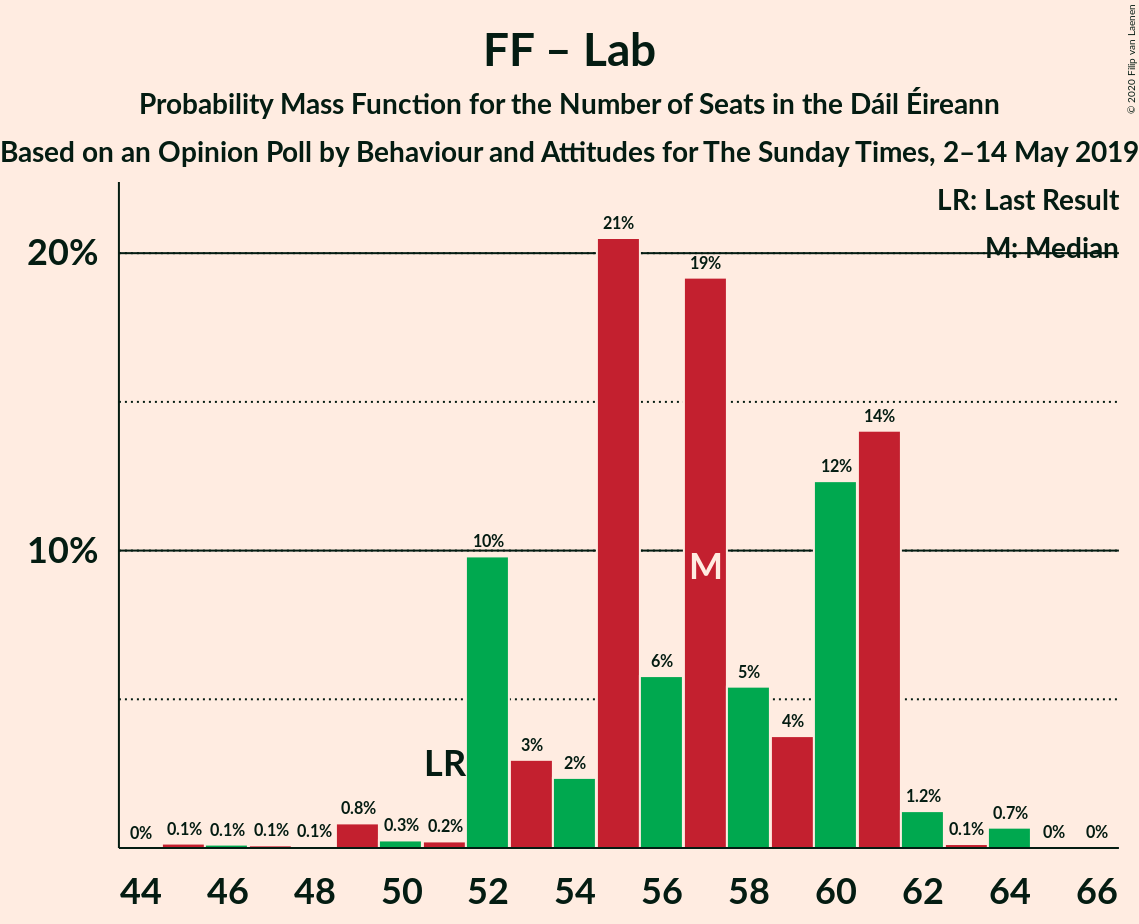 FF – Lab
Probability Mass Function for the Number of Seats in the Dáil Éireann
Based on an Opinion Poll by Behaviour and Attitudes for The Sunday Times, 2–14 May 2019
© 2020 Filip van Laenen
LR: Last Result
M: Median
20%
10%
0%
0.1%
0.1%
0.1%
0.1%
0.8%
0.3%
0.2%
10%
3%
2%
21%
6%
19%
5%
4%
12%
14%
1.2%
0.1%
0.7%
0%
0%
LR
M
44 46 48 50 52 54 56 58 60 62 64 66